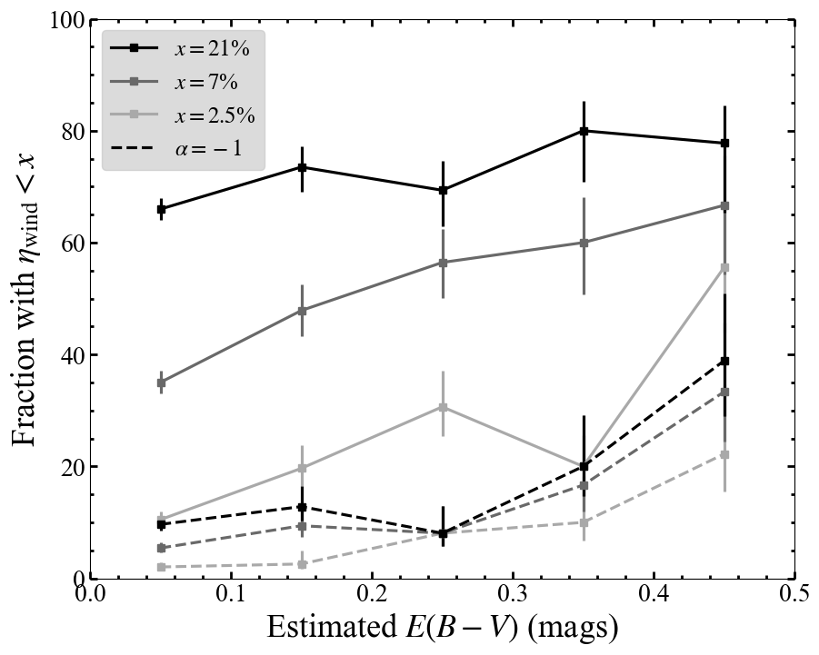 100
80
60
40
20
0
0.0
0.1
0.2
0.3
0.4
0.5
Fraction with η_wind < x
Estimated E(B − V) (mags)
x = 21%
x = 7%
x = 2.5%
α = −1